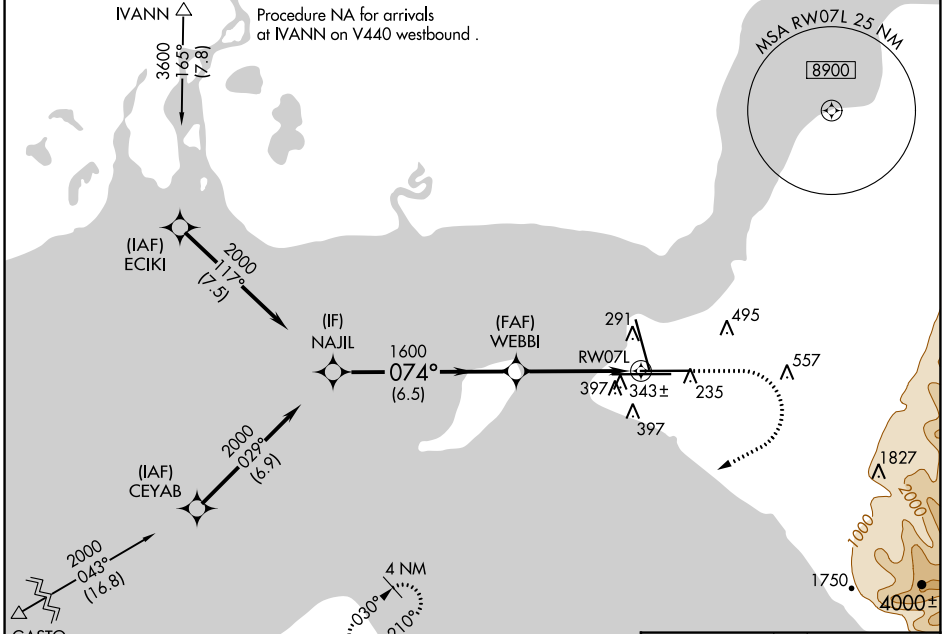 IVANN
Procedure NA for arrivals
at IVANN on V440 westbound .
3600
165°
(7.8)
MSA RW07L 25 NM
8900
(IAF)
ECIKI
2000
117°
(7.5)
(IF)
NAJIL
1600
074°
(6.5)
(FAF)
WEBBI
RW07L
291
495
557
397
343±
235
397
(IAF)
CEYAB
2000
029°
(6.9)
2000
043°
(16.8)
4 NM
030°
210°
1827
2000
1000
1750
4000±